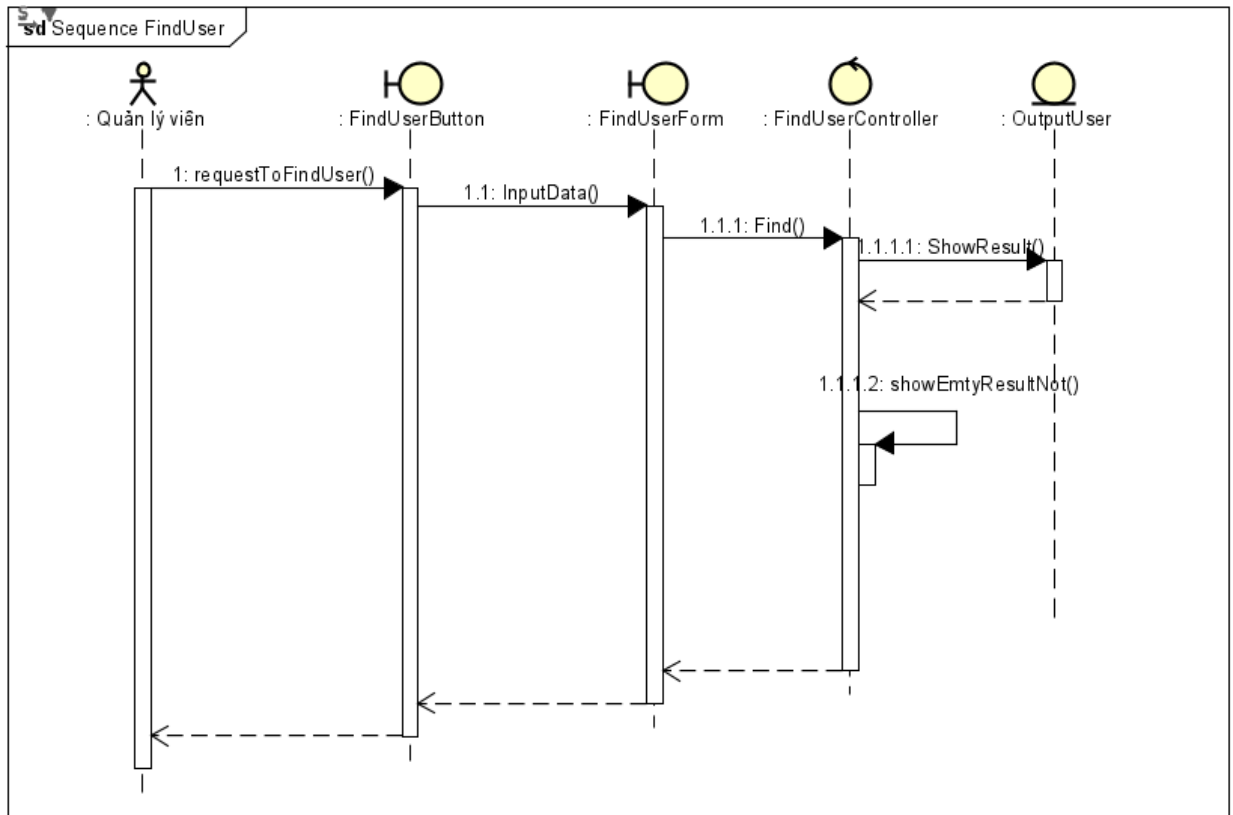 sd Sequence FindUser
: Quản lý viên
: FindUserButton
: FindUserForm
: FindUserController
: OutputUser
1: requestToFindUser()
1.1: InputData()
1.1.1: Find()
1.1.1.1: ShowResult()
1.1.1.2: showEmtyResultNot()